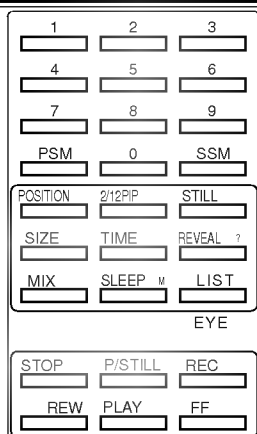 1 2 3
4 5 6
7 8 9
PSM 0 SSM
POSITION 2/12PIP STILL
SIZE TIME REVEAL ?
MIX SLEEP M LIST
EYE
STOP P/STILL REC
REW PLAY FF